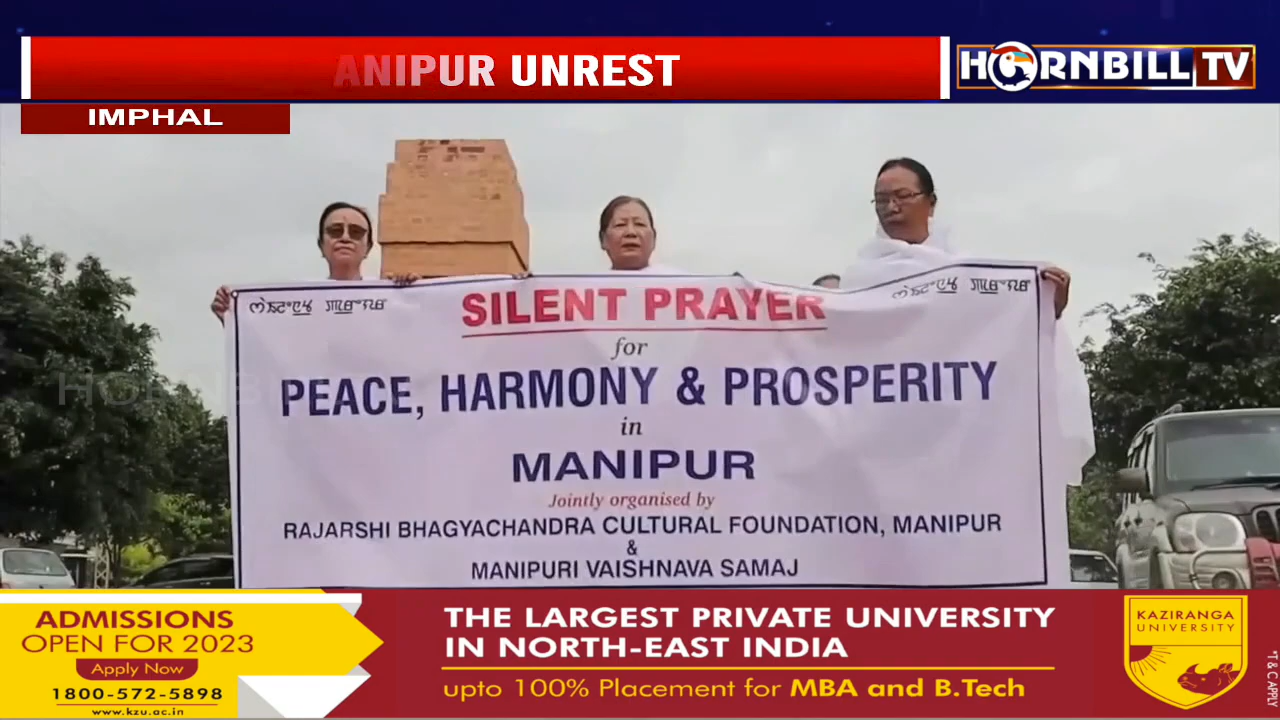 ANIPUR UNREST
HORNBILL TV
IMPHAL
SILENT PRAYER
for
PEACE, HARMONY & PROSPERITY
in
MANIPUR
Jointly organised by
RAJARSHI BHAGYACHANDRA CULTURAL FOUNDATION, MANIPUR
&
MANIPURI VAISHNAVA SAMAJ
ADMISSIONS
OPEN FOR 2023
Apply Now
1800-572-5898
www.kzu.ac.in
THE LARGEST PRIVATE UNIVERSITY
IN NORTH-EAST INDIA
upto 100% Placement for MBA and B.Tech
KAZIRANGA
UNIVERSITY
*T & C APPLY